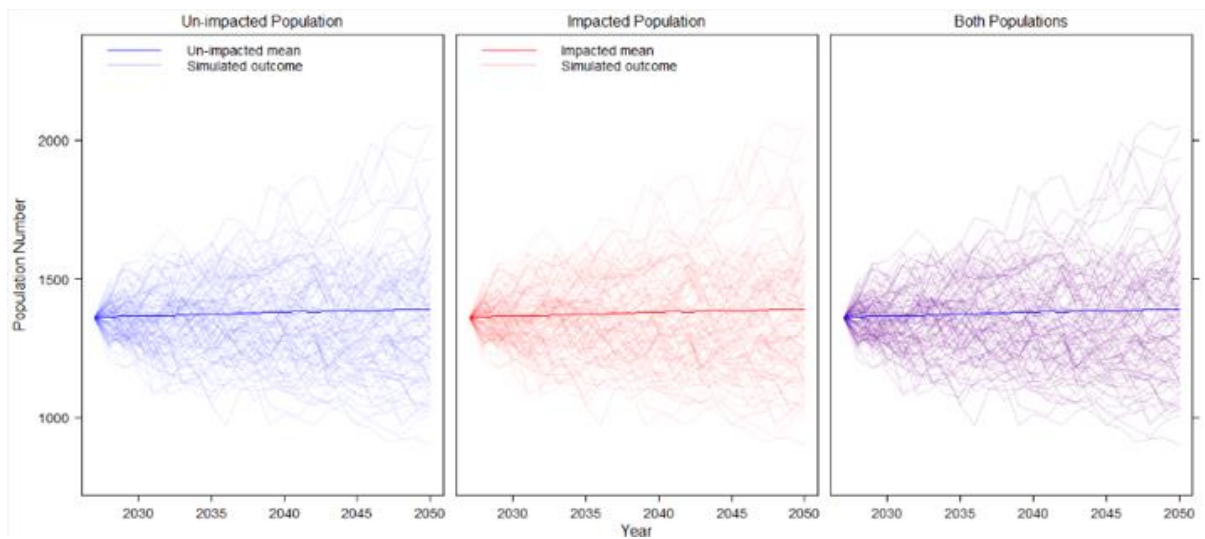 Un-impacted Population
Impacted Population
Both Populations
Un-impacted mean
Simulated outcome
Impacted mean
Simulated outcome
Population Number
2000
1500
1000
2030 2035 2040 2045 2050
2030 2035 2040 2045 2050
2030 2035 2040 2045 2050
Year